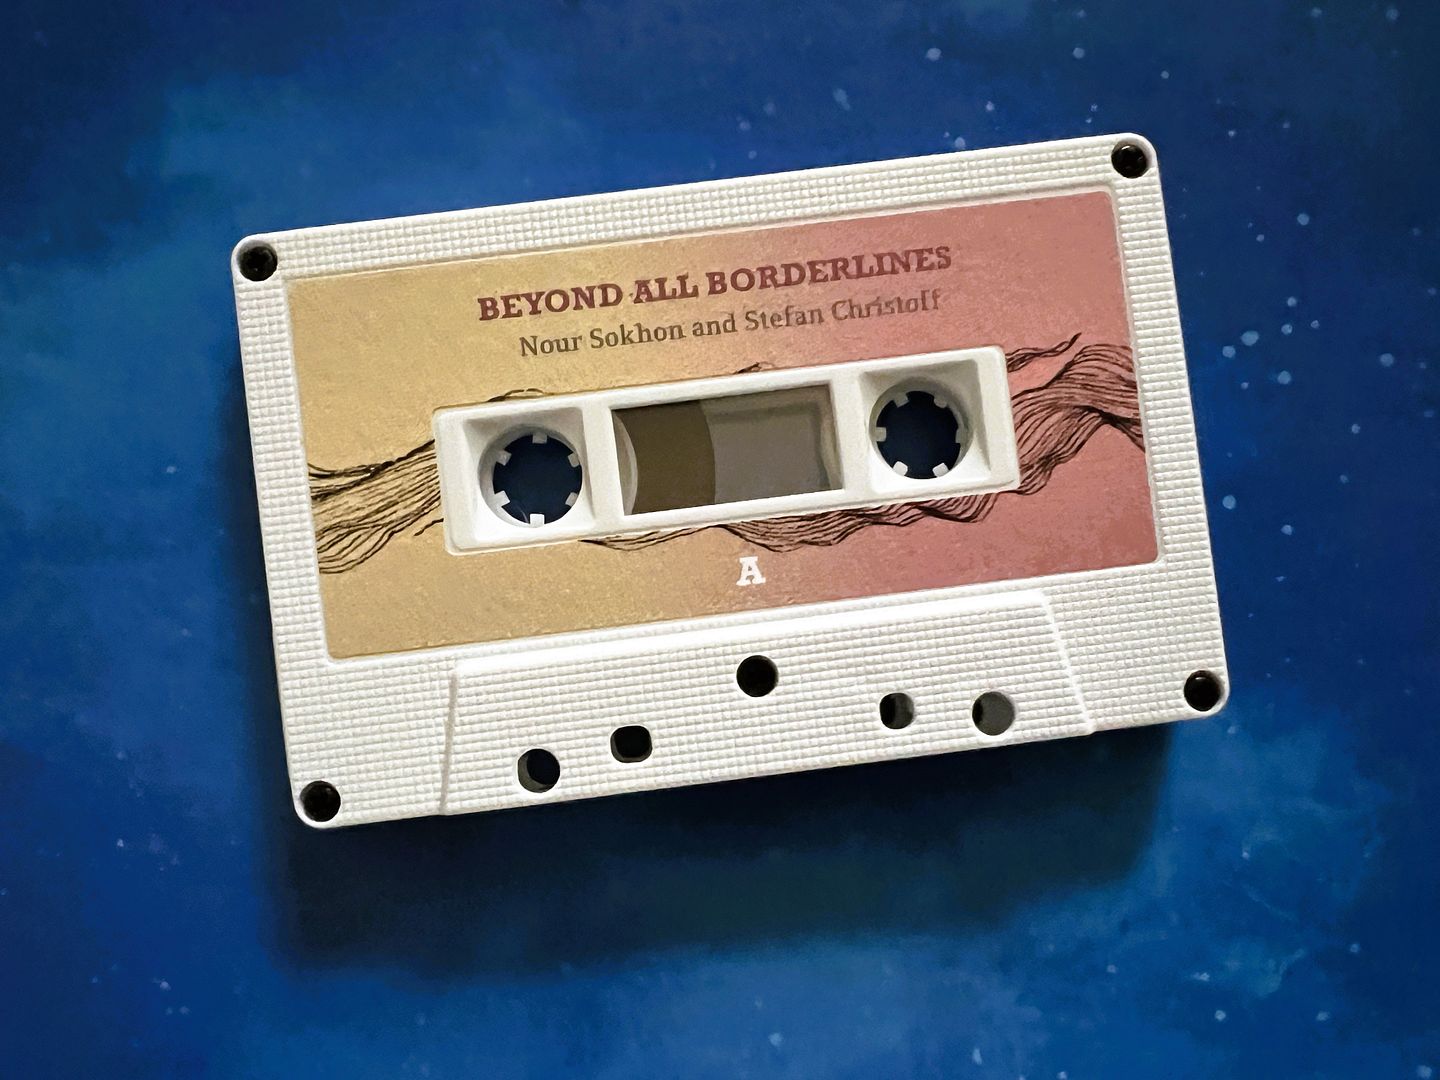 BEYOND ALL BORDERLINES
Nour Sokhon and Stefan Christoff
A